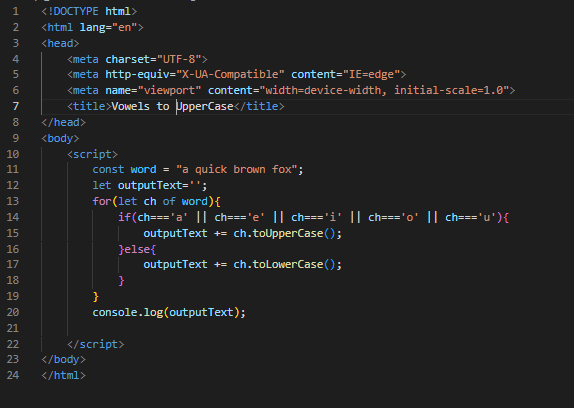 1 <!DOCTYPE html>
2 <html lang="en">
3 <head>
4     <meta charset="UTF-8">
5     <meta http-equiv="X-UA-Compatible" content="IE=edge">
6     <meta name="viewport" content="width=device-width, initial-scale=1.0">
7     <title>Vowels to UpperCase</title>
8 </head>
9 <body>
10     <script>
11         const word = "a quick brown fox";
12         let outputText='';
13         for(let ch of word){
14             if(ch==='a' || ch==='e' || ch==='i' || ch==='o' || ch==='u'){
15                 outputText += ch.toUpperCase();
16             }else{
17                 outputText += ch.toLowerCase();
18             }
19         }
20         console.log(outputText);
21
22     </script>
23 </body>
24 </html>